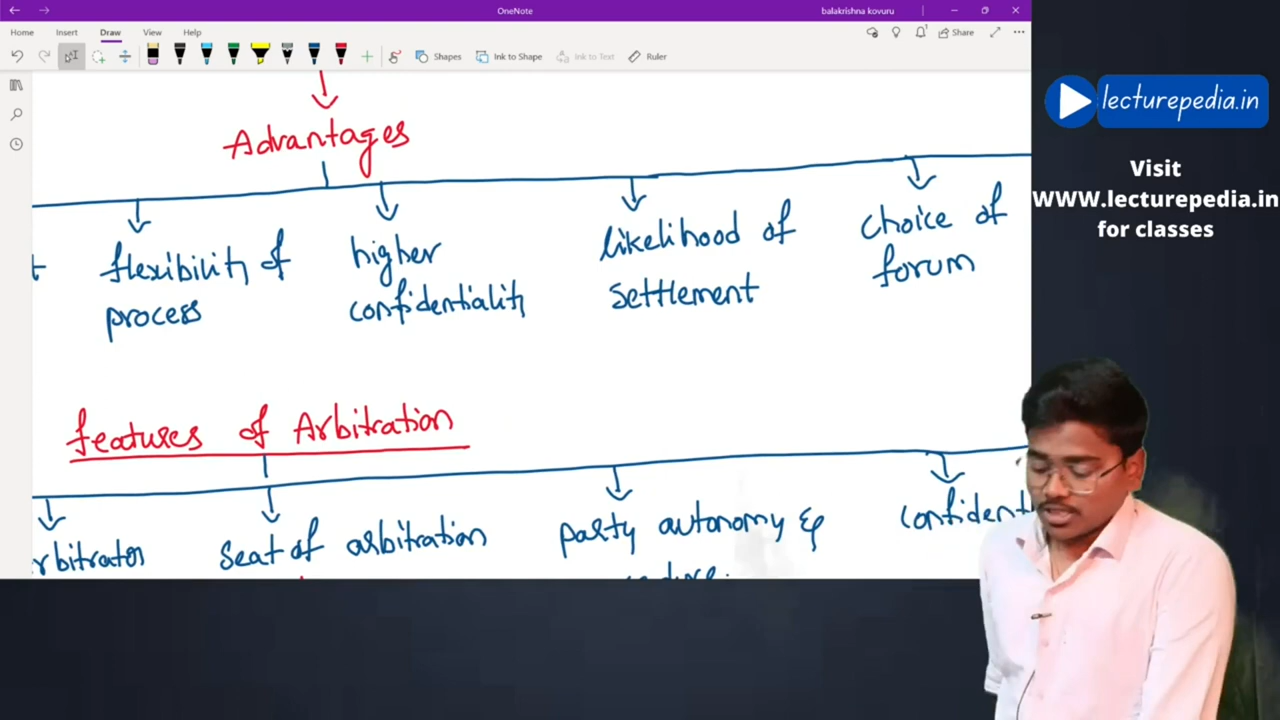 OneNote
balakrishna kovuru
Home Insert Draw View Help
Share
Shapes Ink to Shape Ink to Text Ruler
Advantages
t flexibility of process
higher confidentiality
likelihood of settlement
choice of forum
features of Arbitration
rbitrator
seat of arbitration
party autonomy &
confident
lecturepedia.in
Visit
WWW.lecturepedia.in
for classes